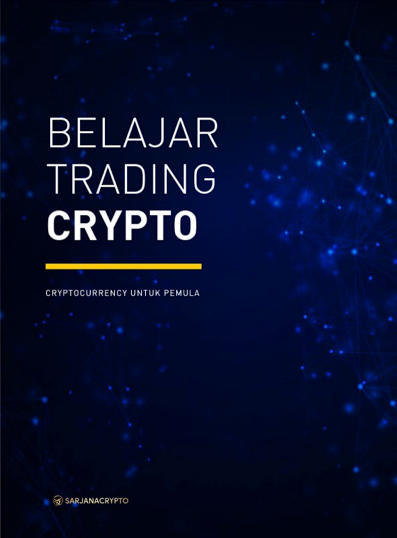 BELAJAR
TRADING
CRYPTO
CRYPTOCURRENCY UNTUK PEMULA
SARJANACRYPTO